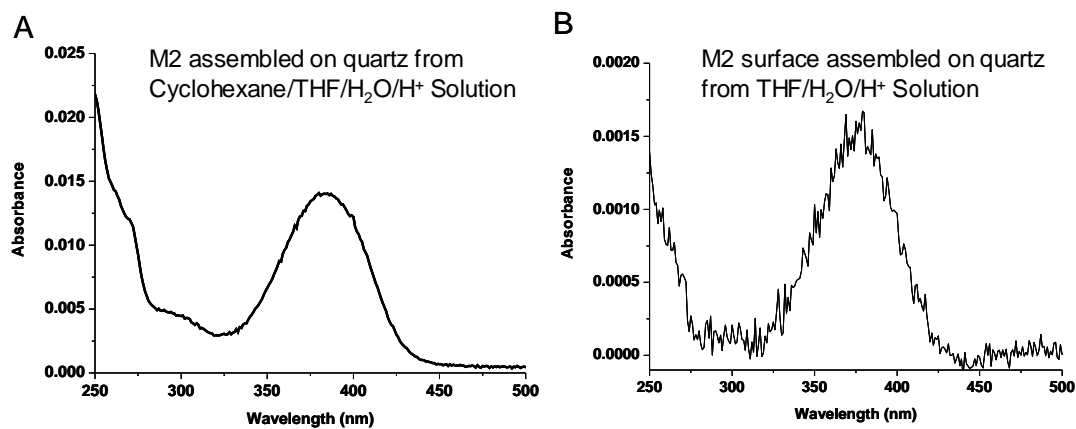 A
M2 assembled on quartz from
Cyclohexane/THF/H₂O/H⁺ Solution
0.025
0.020
0.015
0.010
0.005
0.000
Absorbance
250
300
350
400
450
500
Wavelength (nm)
B
M2 surface assembled on quartz
from THF/H₂O/H⁺ Solution
0.0020
0.0015
0.0010
0.0005
0.0000
Absorbance
250
300
350
400
450
500
Wavelength (nm)